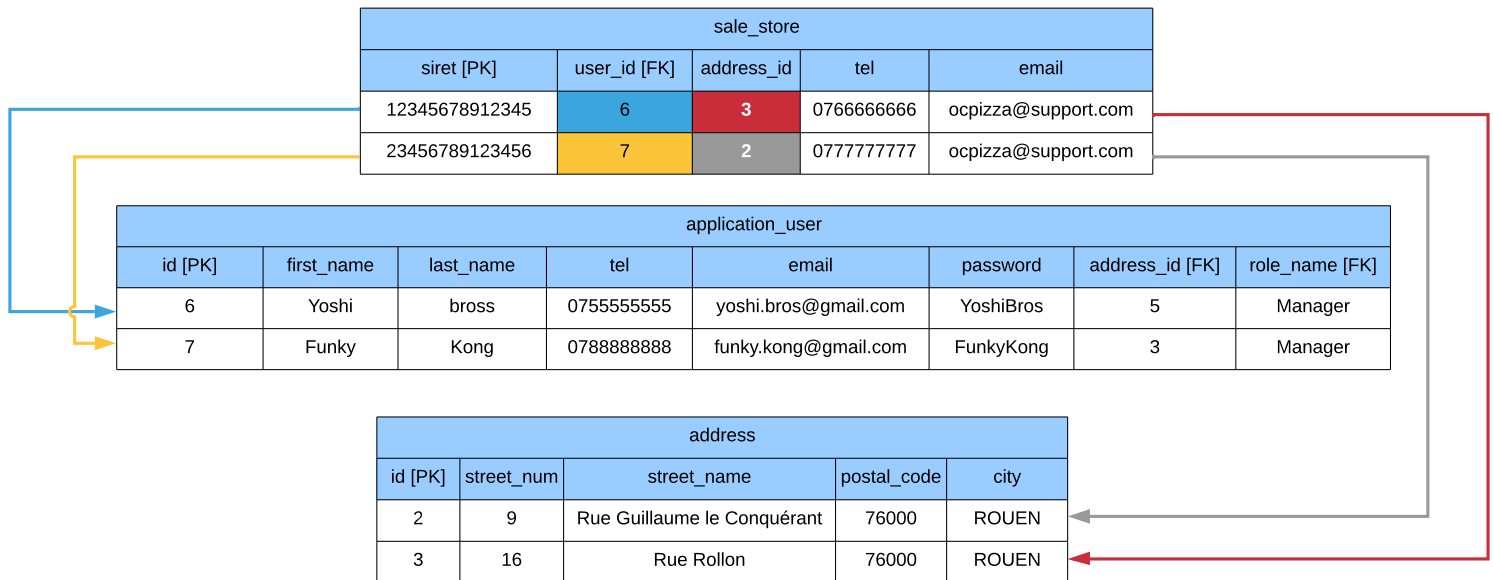 sale_store
siret [PK] user_id [FK] address_id tel email
12345678912345 6 3 0766666666 ocpizza@support.com
23456789123456 7 2 0777777777 ocpizza@support.com
application_user
id [PK] first_name last_name tel email password address_id [FK] role_name [FK]
6 Yoshi bross 0755555555 yoshi.bros@gmail.com YoshiBros 5 Manager
7 Funky Kong 0788888888 funky.kong@gmail.com FunkyKong 3 Manager
address
id [PK] street_num street_name postal_code city
2 9 Rue Guillaume le Conquérant 76000 ROUEN
3 16 Rue Rollon 76000 ROUEN